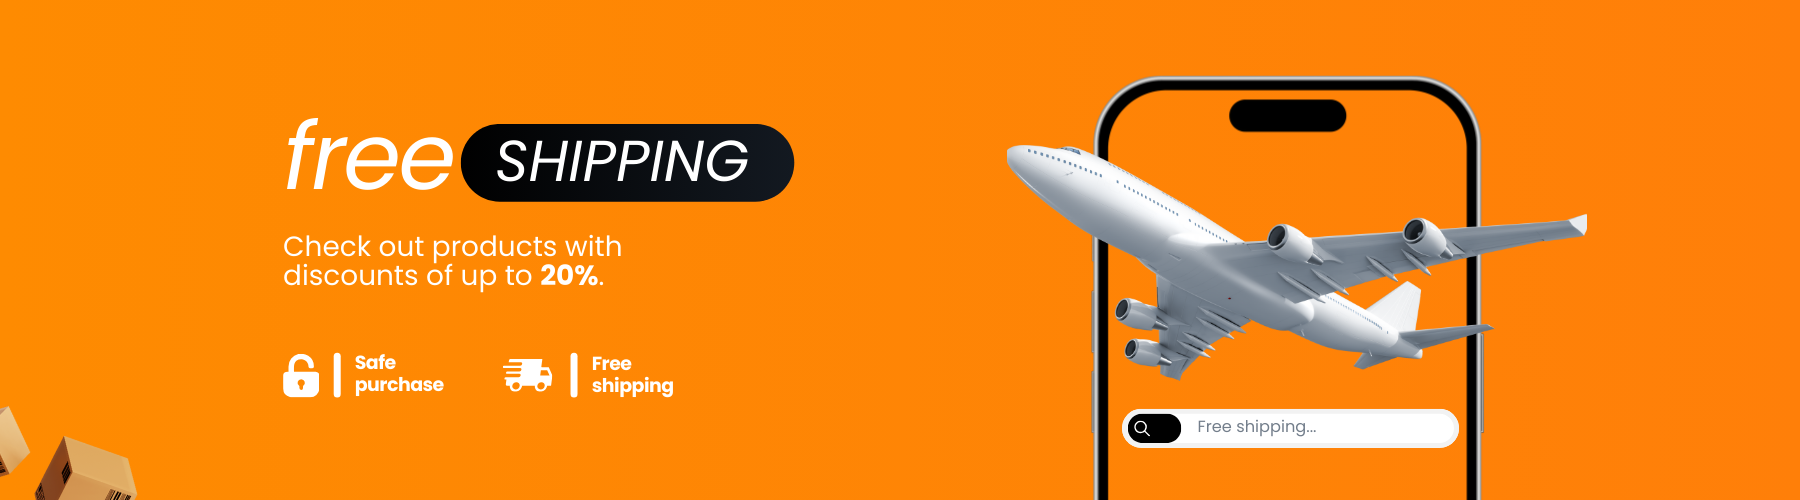 free SHIPPING
Check out products with
discounts of up to 20%.
Safe
purchase
Free
shipping
Free shipping...